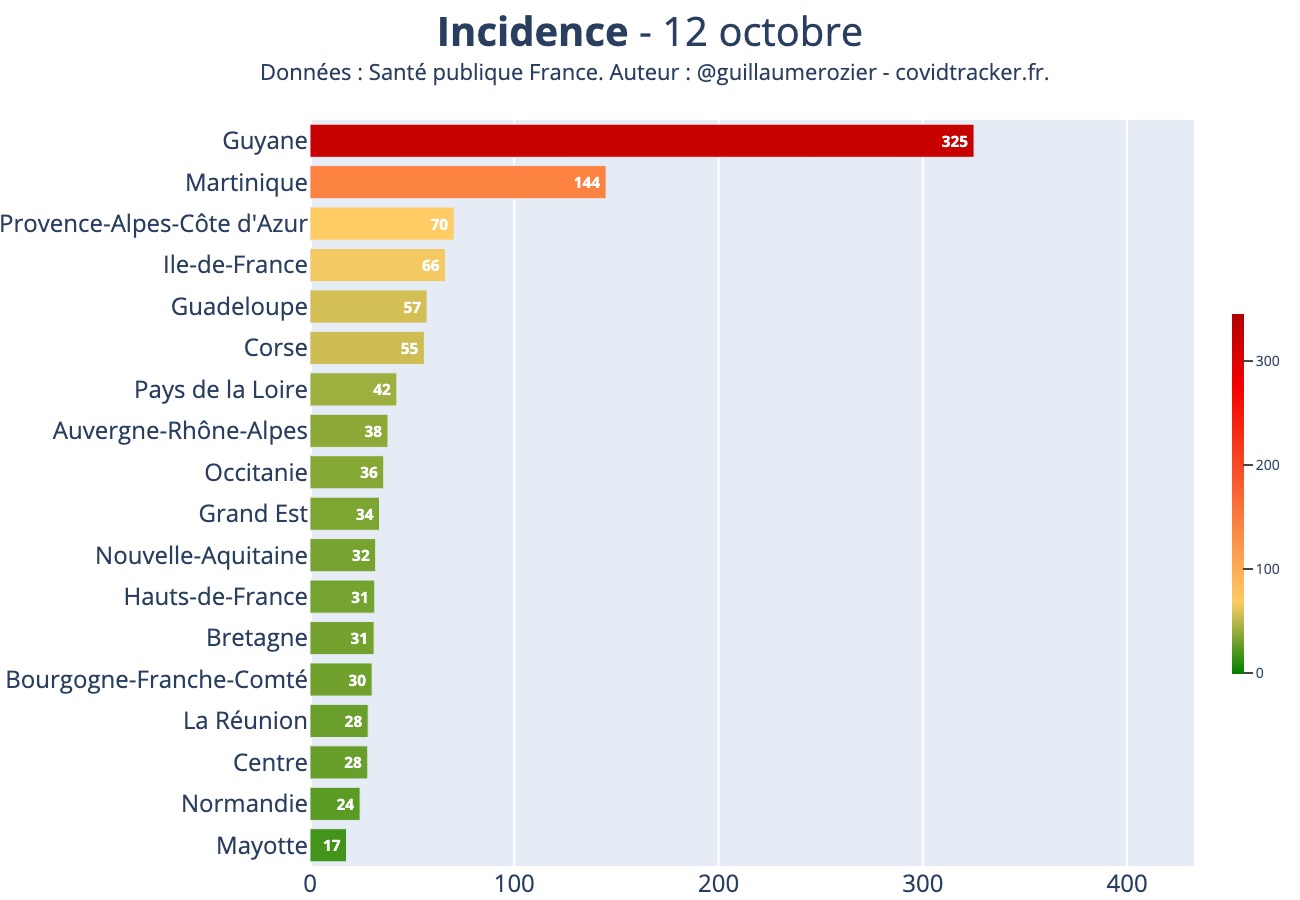 Incidence - 12 octobre
Données : Santé publique France. Auteur : @guillaumerozier - covidtracker.fr.
Guyane 325
Martinique 144
Provence-Alpes-Côte d'Azur 70
Ile-de-France 66
Guadeloupe 57
Corse 55
Pays de la Loire 42
Auvergne-Rhône-Alpes 38
Occitanie 36
Grand Est 34
Nouvelle-Aquitaine 32
Hauts-de-France 31
Bretagne 31
Bourgogne-Franche-Comté 30
La Réunion 28
Centre 28
Normandie 24
Mayotte 17
0 100 200 300 400
300
200
100
0